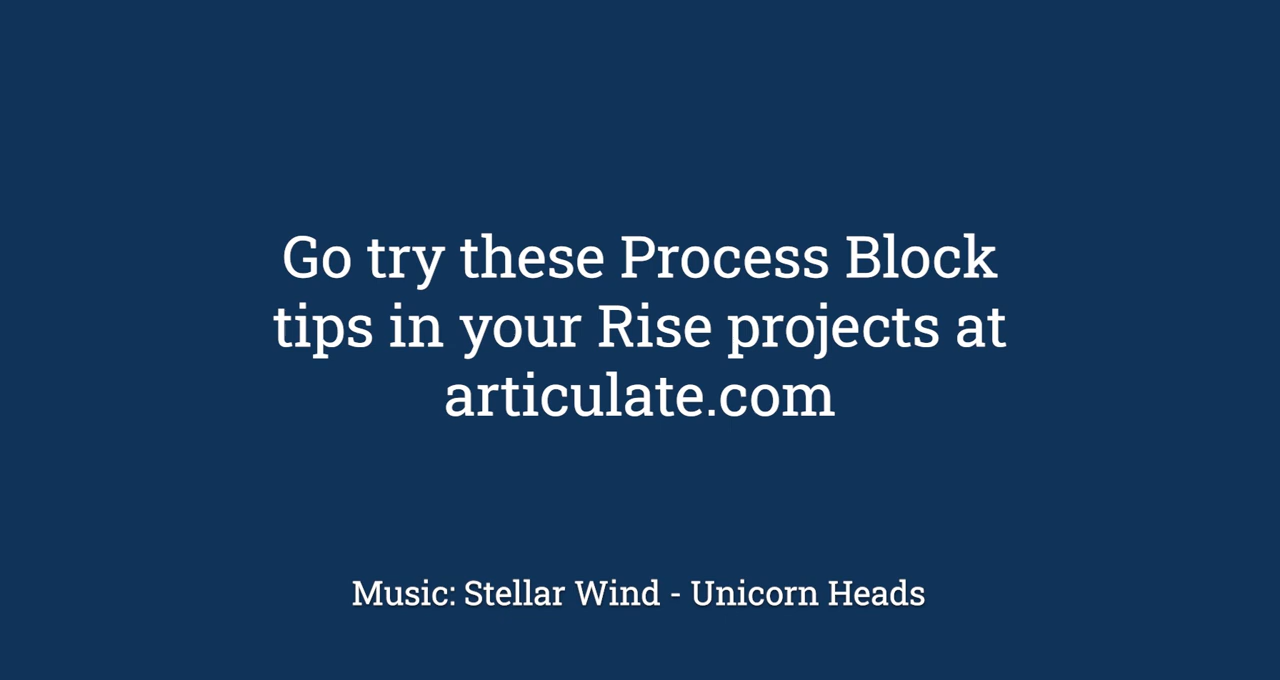 Go try these Process Block
tips in your Rise projects at
articulate.com
Music: Stellar Wind - Unicorn Heads